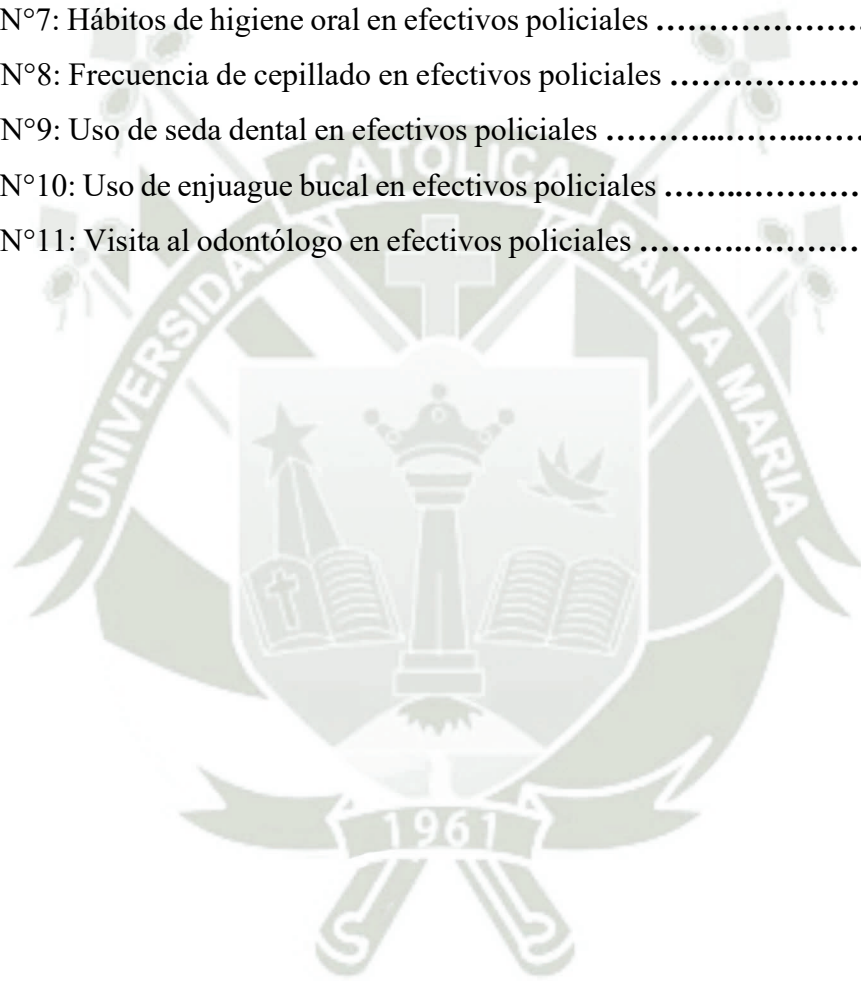 N°7: Hábitos de higiene oral en efectivos policiales ……………….
N°8: Frecuencia de cepillado en efectivos policiales ………………
N°9: Uso de seda dental en efectivos policiales ………...……...……
N°10: Uso de enjuague bucal en efectivos policiales ……..…………
N°11: Visita al odontólogo en efectivos policiales ……….…………
UNIVERSIDAD CATOLICA SANTA MARIA
1961